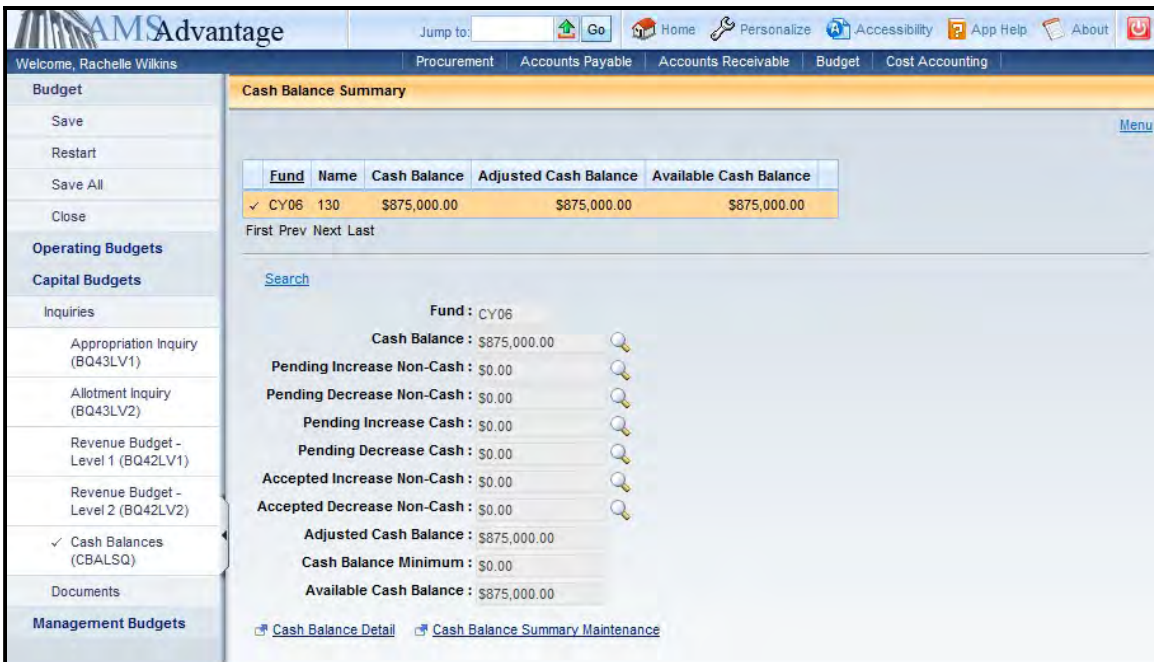 AMSAdvantage
Jump to: Go Home Personalize Accessibility App Help About
Welcome, Rachelle Wilkins
Procurement Accounts Payable Accounts Receivable Budget Cost Accounting
Budget
Save
Restart
Save All
Close
Operating Budgets
Capital Budgets
Inquiries
Appropriation Inquiry
(BQ43LV1)
Allotment Inquiry
(BQ43LV2)
Revenue Budget -
Level 1 (BQ42LV1)
Revenue Budget -
Level 2 (BQ42LV2)
✓ Cash Balances
(CBALSQ)
Documents
Management Budgets
Cash Balance Summary
Menu
Fund Name Cash Balance Adjusted Cash Balance Available Cash Balance
✓ CY06 130 $875,000.00 $875,000.00 $875,000.00
First Prev Next Last
Search
Fund : CY06
Cash Balance : $875,000.00
Pending Increase Non-Cash : $0.00
Pending Decrease Non-Cash : $0.00
Pending Increase Cash : $0.00
Pending Decrease Cash : $0.00
Accepted Increase Non-Cash : $0.00
Accepted Decrease Non-Cash : $0.00
Adjusted Cash Balance : $875,000.00
Cash Balance Minimum : $0.00
Available Cash Balance : $875,000.00
Cash Balance Detail Cash Balance Summary Maintenance